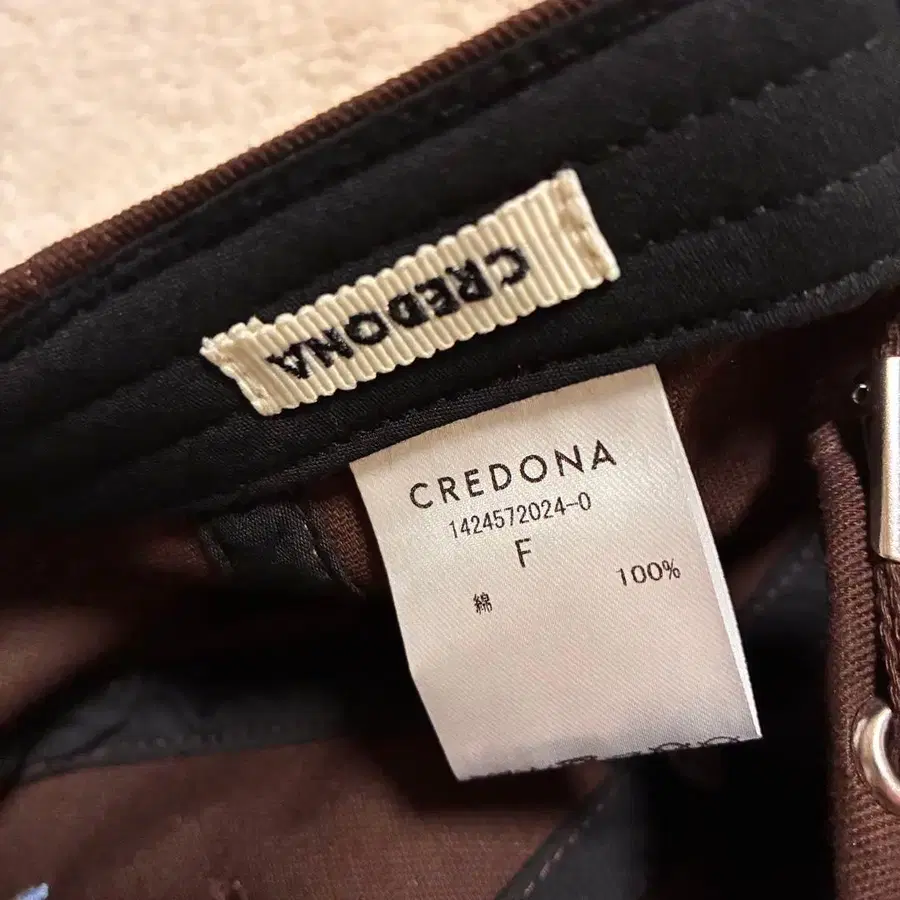 CREDONA
CREDONA
1424572024-0
F
綿 100%